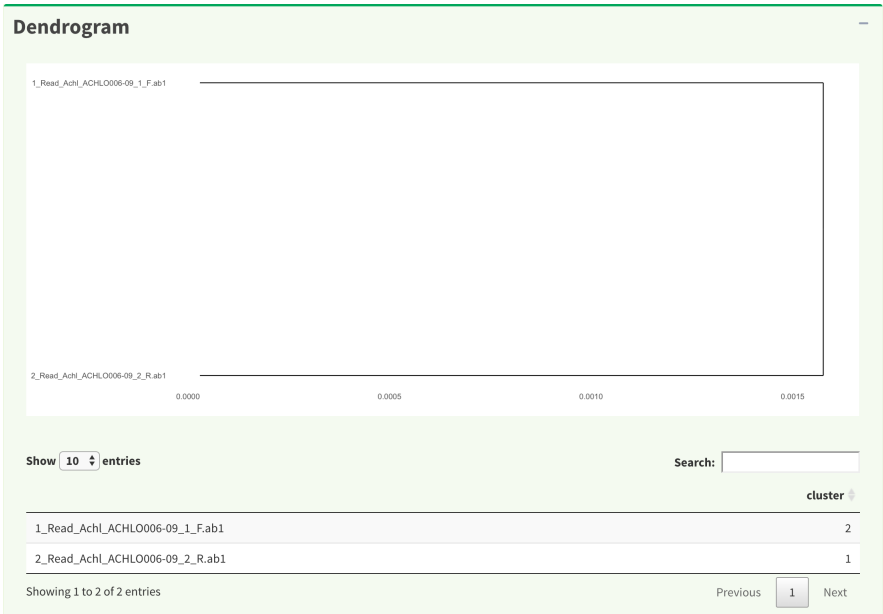 Dendrogram
1_Read_Achl_ACHLO006-09_1_F.ab1
2_Read_Achl_ACHLO006-09_2_R.ab1
0.0000 0.0005 0.0010 0.0015
Show 10 entries Search:
cluster
1_Read_Achl_ACHLO006-09_1_F.ab1 2
2_Read_Achl_ACHLO006-09_2_R.ab1 1
Showing 1 to 2 of 2 entries Previous 1 Next